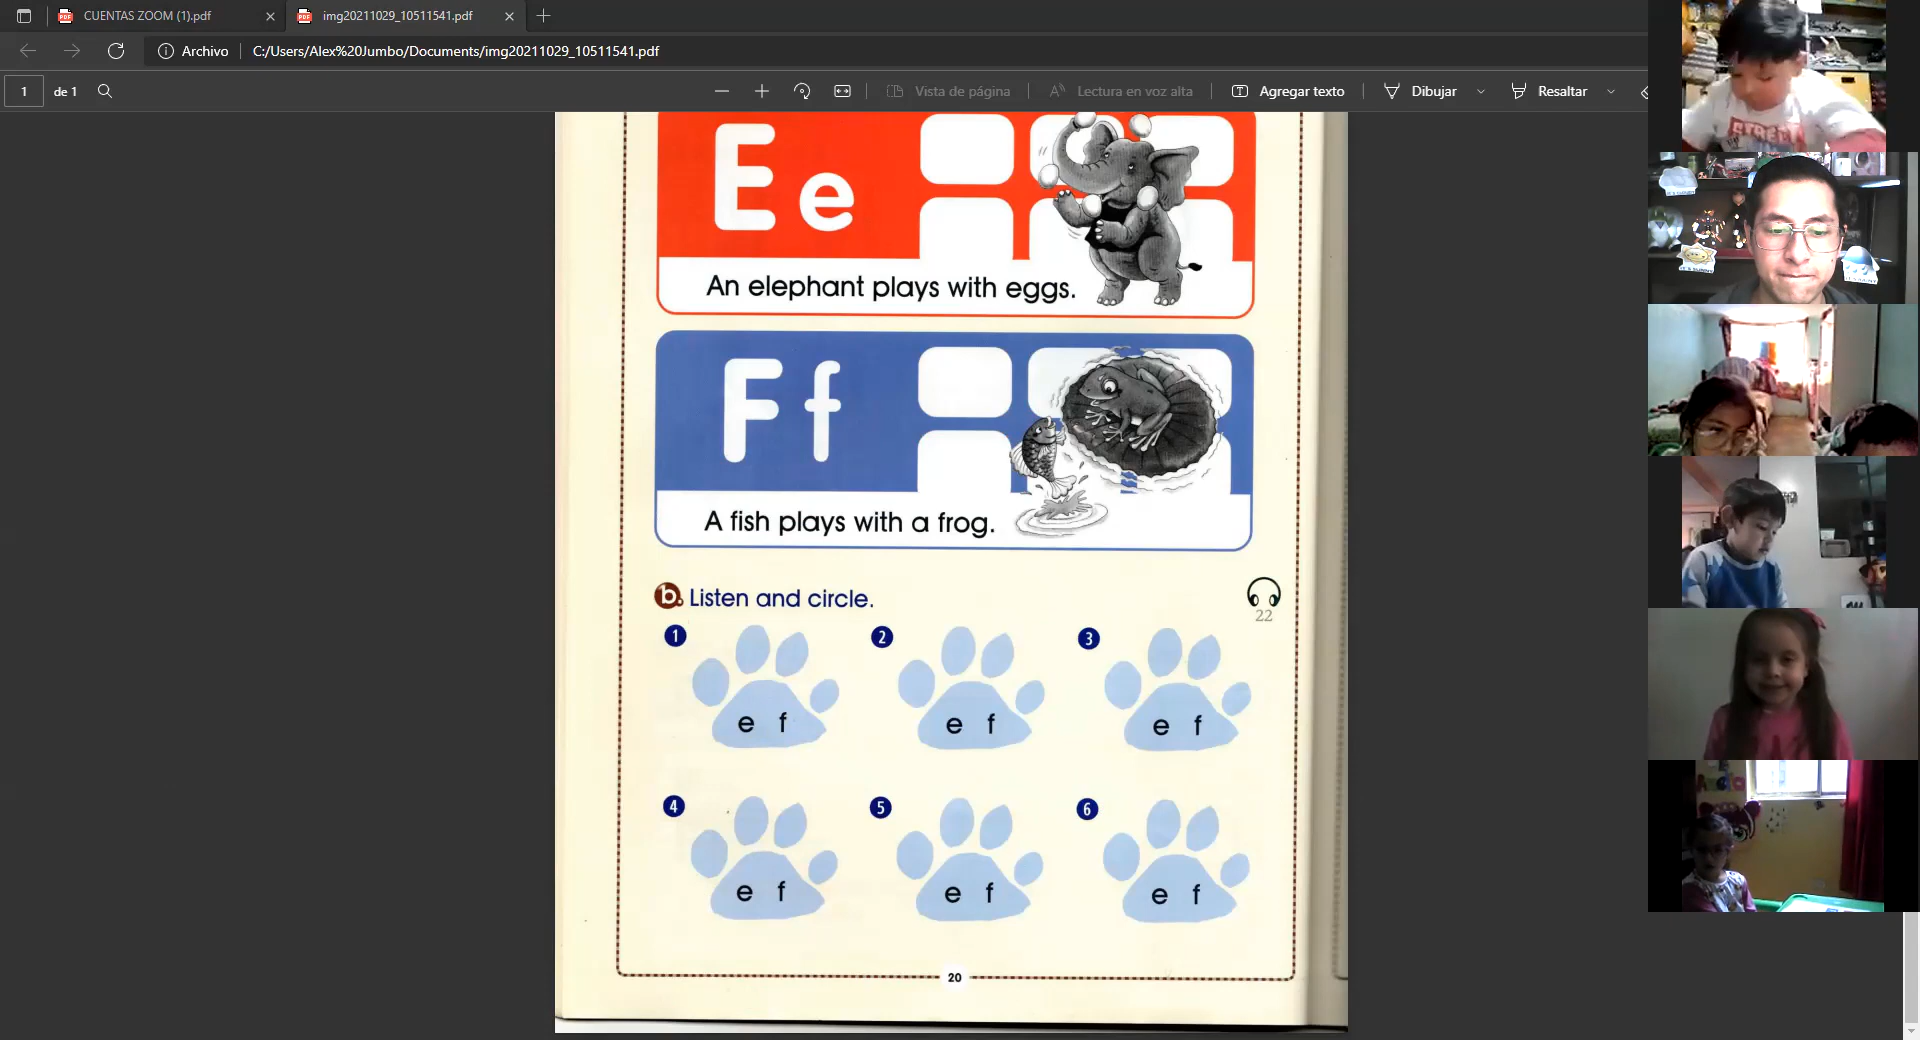 CUENTAS ZOOM (1).pdf
img20211029_10511541.pdf
Archivo
C:/Users/Alex%20Jumbo/Documents/img20211029_10511541.pdf
1 de 1
Vista de página
Lectura en voz alta
Agregar texto
Dibujar
Resaltar
E e
An elephant plays with eggs.
F f
A fish plays with a frog.
b. Listen and circle.
22
1 2 3
e f e f e f
4 5 6
e f e f e f
20